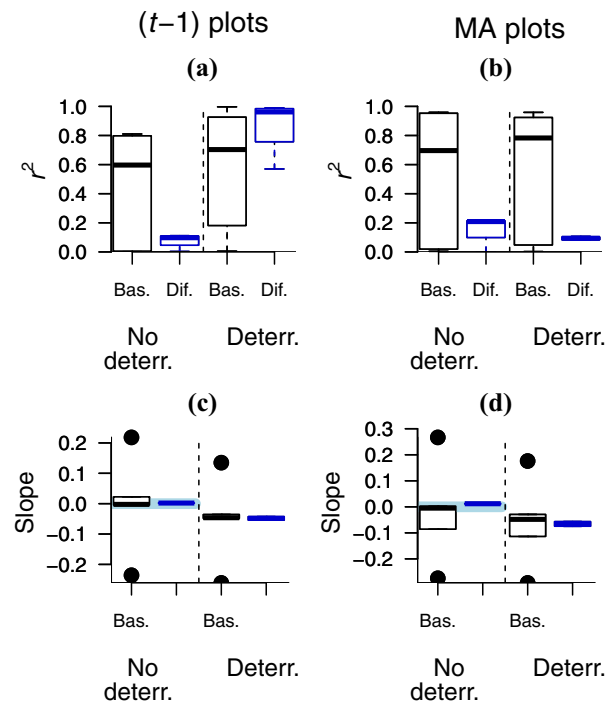 (t−1) plots MA plots
(a) (b)
r² r²
1.0 1.0
0.8 0.8
0.6 0.6
0.4 0.4
0.2 0.2
0.0 0.0
Bas. Dif. Bas. Dif. Bas. Dif. Bas. Dif.
No deterr. Deterr. No deterr. Deterr.
(c) (d)
Slope Slope
0.2 0.3
0.1 0.2
0.0 0.1
−0.1 0.0
−0.2 −0.1
−0.2
Bas. Bas. Bas. Bas.
No deterr. Deterr. No deterr. Deterr.